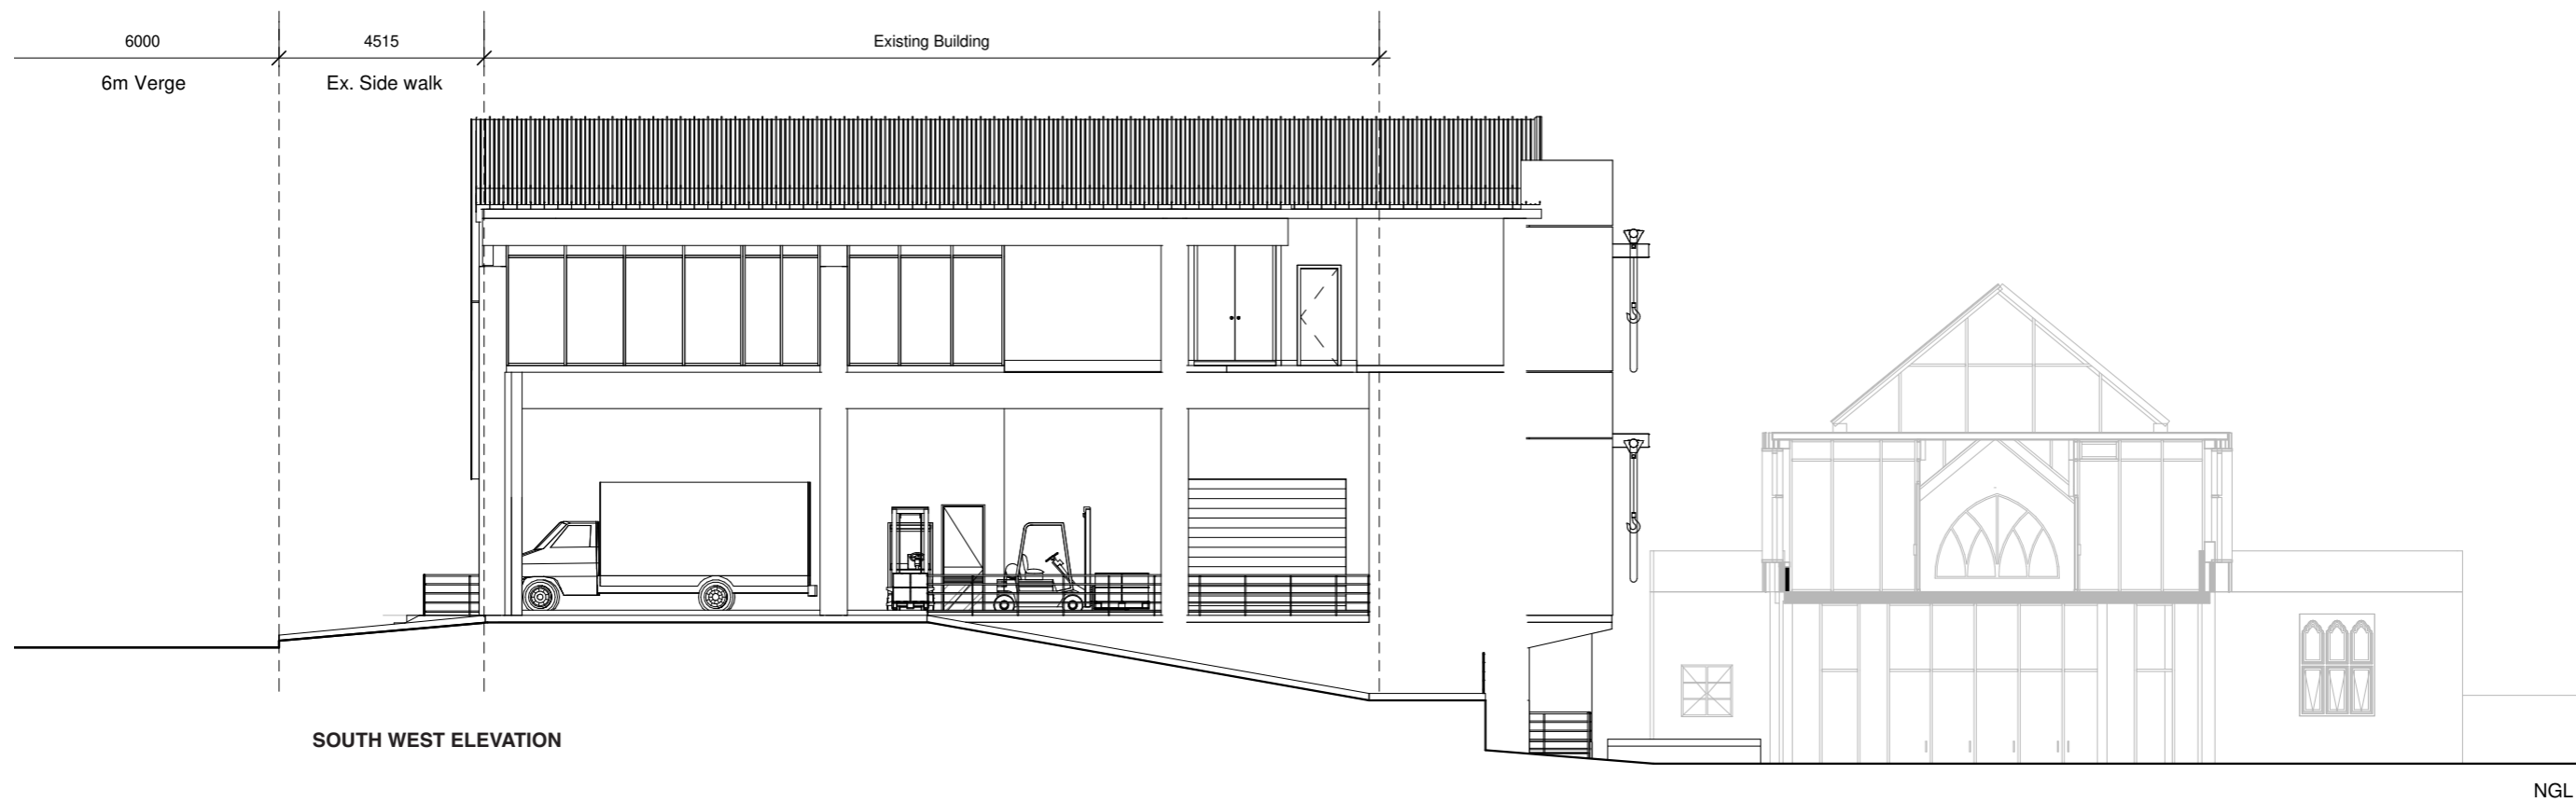 6000
4515
Existing Building
6m Verge
Ex. Side walk
SOUTH WEST ELEVATION
NGL